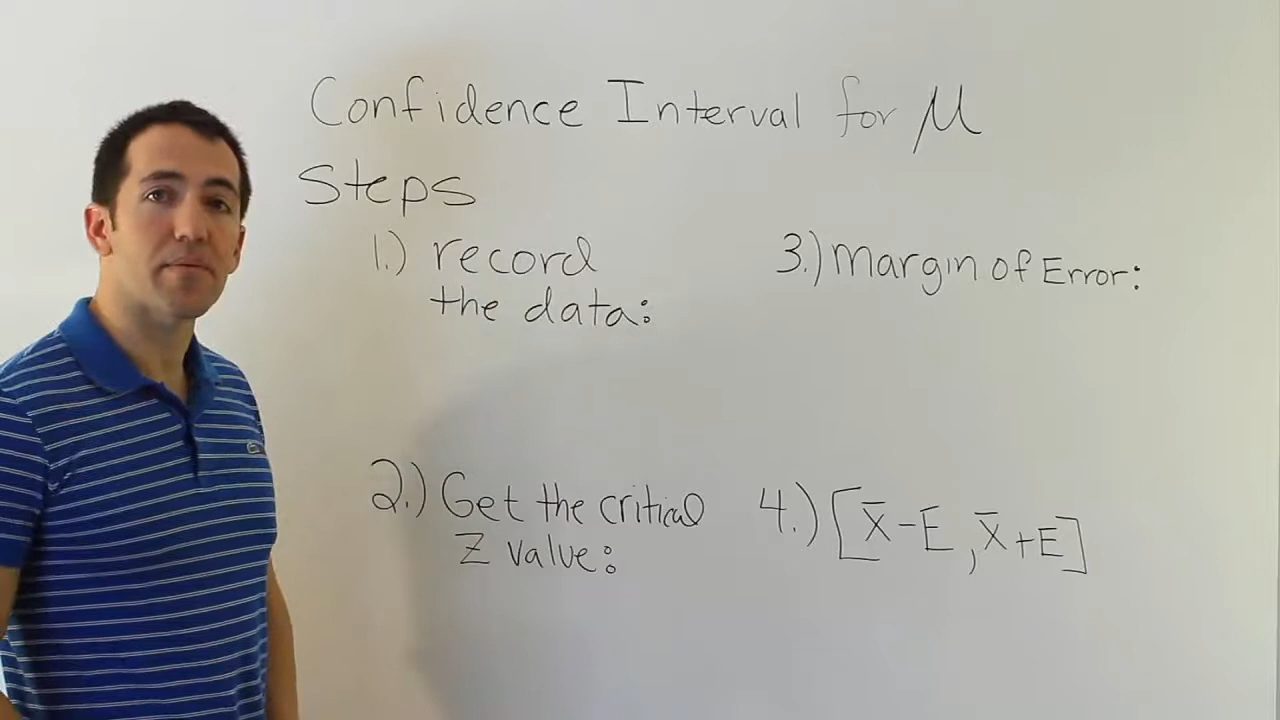 Confidence Interval for μ
Steps
1.) record
the data:
2.) Get the critical
Z value:
3.) Margin of Error:
4.) [x̄-E, x̄+E]